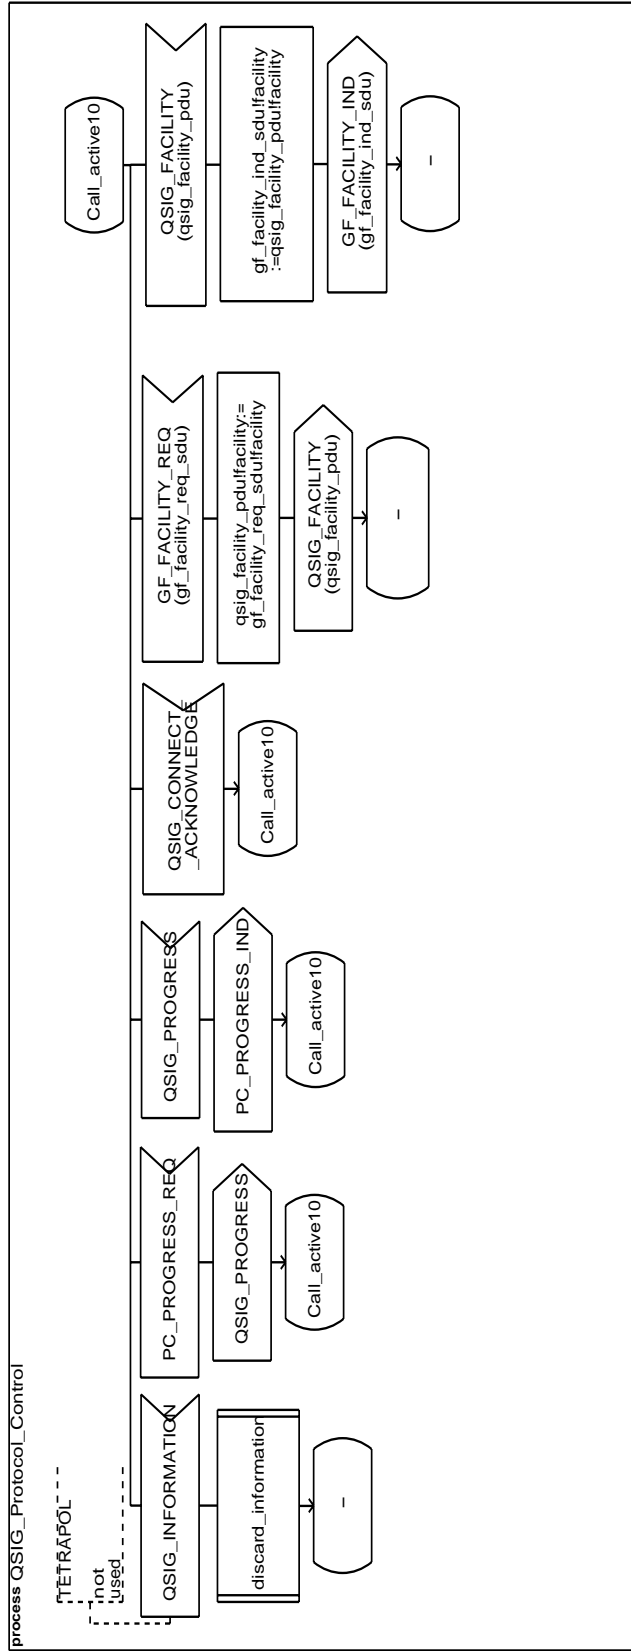 process QSIG_Protocol_Control
TETRAPOL
not
used
Call_active10
QSIG_INFORMATION
discard_information
-
PC_PROGRESS_REQ
QSIG_PROGRESS
Call_active10
QSIG_PROGRESS
PC_PROGRESS_IND
Call_active10
QSIG_CONNECT_
_ACKNOWLEDGE
Call_active10
GF_FACILITY_REQ
(gf_facility_req_sdu)
qsig_facility_pdu!facility:=
gf_facility_req_sdu!facility
QSIG_FACILITY
(qsig_facility_pdu)
-
QSIG_FACILITY
(qsig_facility_pdu)
gf_facility_ind_sdu!facility
:=qsig_facility_pdu!facility
GF_FACILITY_IND
(gf_facility_ind_sdu)
-